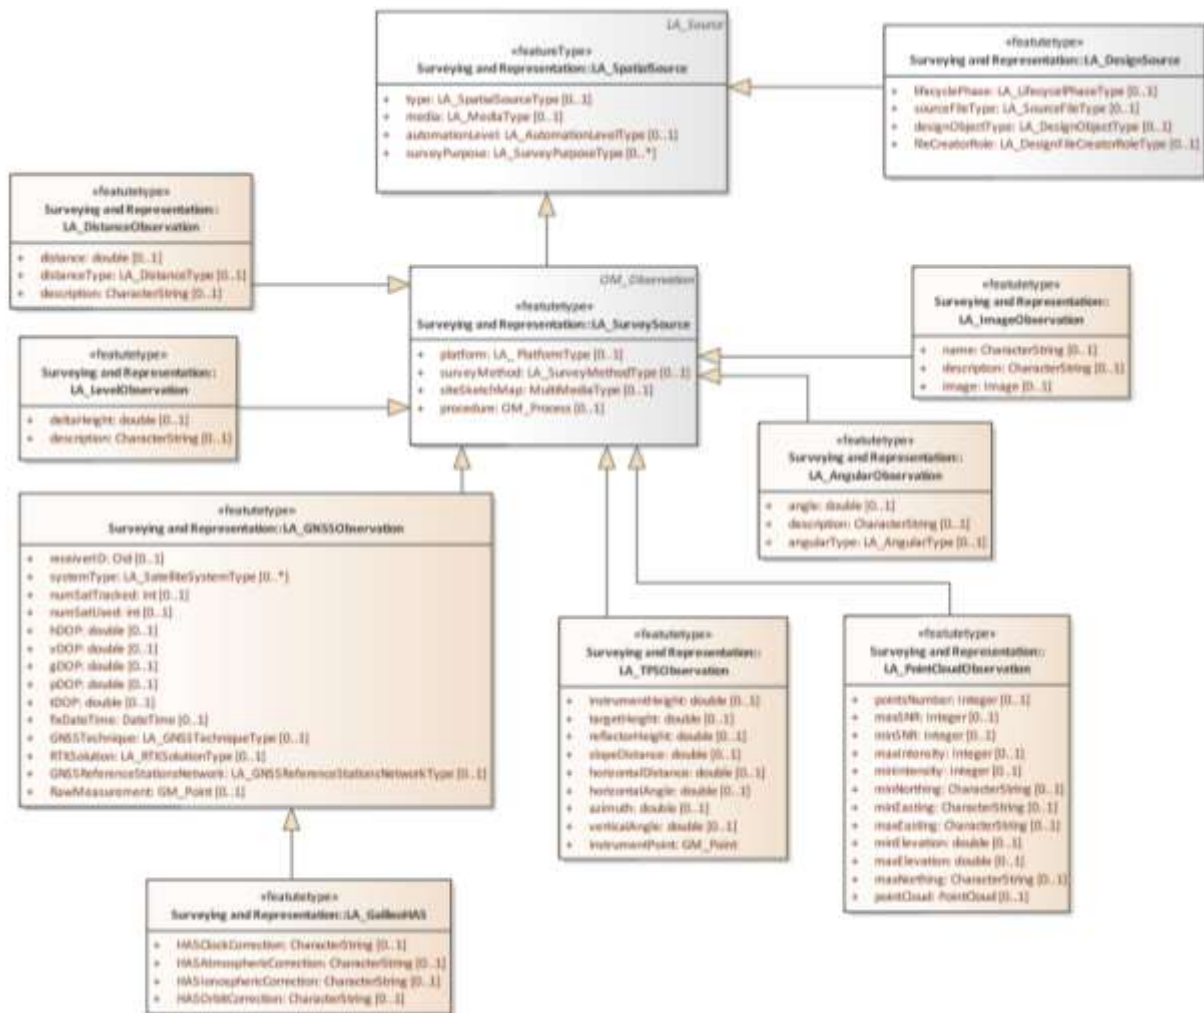 LA_Source
«featureType»
Surveying and Representation::LA_SpatialSource
+ type: LA_SpatialSourceType [0..1]
+ media: LA_MediaType [0..1]
+ automationLevel: LA_AutomationLevelType [0..1]
+ surveyPurpose: LA_SurveyPurposeType [0..*]
«featutetype»
Surveying and Representation::LA_DesignSource
+ lifecyclePhase: LA_LifecyclePhaseType [0..1]
+ sourceFileType: LA_SourceFileType [0..1]
+ designObjectType: LA_DesignObjectType [0..1]
+ fileCreatorRole: LA_DesignFileCreatorRoleType [0..1]
«featutetype»
Surveying and Representation::
LA_DistanceObservation
+ distance: double [0..1]
+ distanceType: LA_DistanceType [0..1]
+ description: CharacterString [0..1]
OM_Observation
«featutetype»
Surveying and Representation::LA_SurveySource
+ platform: LA_ PlatformType [0..1]
+ surveyMethod: LA_SurveyMethodType [0..1]
+ siteSketchMap: MultiMediaType [0..1]
+ procedure: OM_Process [0..1]
«featutetype»
Surveying and Representation::
LA_ImageObservation
+ name: CharacterString [0..1]
+ description: CharacterString [0..1]
+ image: Image [0..1]
«featutetype»
Surveying and Representation::
LA_LevelObservation
+ deltaHeight: double [0..1]
+ description: CharacterString [0..1]
«featutetype»
Surveying and Representation::
LA_AngularObservation
+ angle: double [0..1]
+ description: CharacterString [0..1]
+ angularType: LA_AngularType [0..1]
«featutetype»
Surveying and Representation::LA_GNSSObservation
+ receiverID: Oid [0..1]
+ systemType: LA_SatelliteSystemType [0..*]
+ numSatTracked: int [0..1]
+ numSatUsed: int [0..1]
+ hDOP: double [0..1]
+ vDOP: double [0..1]
+ gDOP: double [0..1]
+ pDOP: double [0..1]
+ tDOP: double [0..1]
+ fixDateTime: DateTime [0..1]
+ GNSSTechnique: LA_GNSSTechniqueType [0..1]
+ RTKSolution: LA_RTKSolutionType [0..1]
+ GNSSReferenceStationsNetwork: LA_GNSSReferenceStationsNetworkType [0..1]
+ RawMeasurement: GM_Point [0..1]
«featutetype»
Surveying and Representation::
LA_TPSObservation
+ instrumentHeight: double [0..1]
+ targetHeight: double [0..1]
+ reflectorHeight: double [0..1]
+ slopeDistance: double [0..1]
+ horizontalDistance: double [0..1]
+ horizontalAngle: double [0..1]
+ azimuth: double [0..1]
+ verticalAngle: double [0..1]
+ instrumentPoint: GM_Point
«featutetype»
Surveying and Representation::
LA_PointCloudObservation
+ pointsNumber: Integer [0..1]
+ maxSNR: Integer [0..1]
+ minSNR: Integer [0..1]
+ maxIntensity: Integer [0..1]
+ minIntensity: Integer [0..1]
+ minNorthing: CharacterString [0..1]
+ minEasting: CharacterString [0..1]
+ maxEasting: CharacterString [0..1]
+ minElevation: double [0..1]
+ maxElevation: double [0..1]
+ maxNorthing: CharacterString [0..1]
+ pointCloud: PointCloud [0..1]
«featutetype»
Surveying and Representation::LA_GalileoHAS
+ HASClockCorrection: CharacterString [0..1]
+ HASAtmosphericCorrection: CharacterString [0..1]
+ HASIonosphericCorrection: CharacterString [0..1]
+ HASOrbitCorrection: CharacterString [0..1]